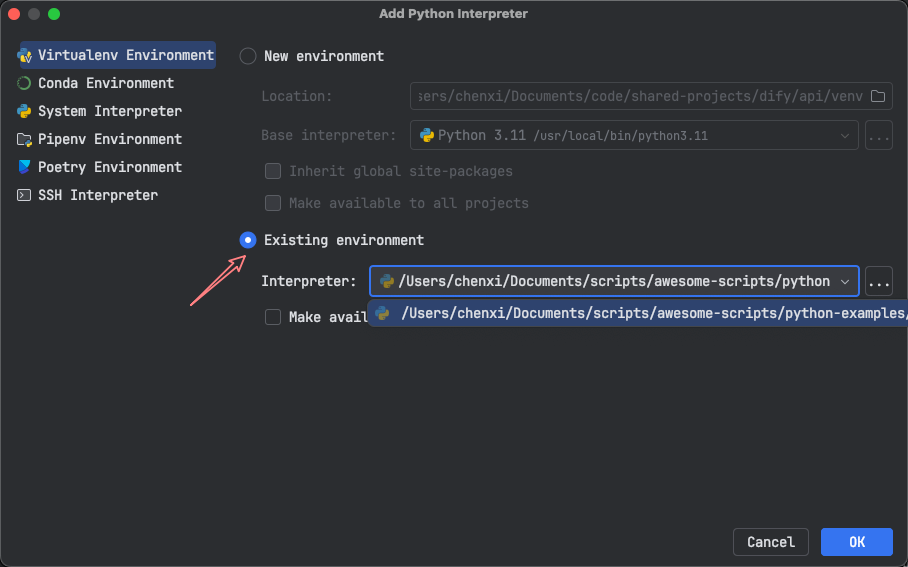 Add Python Interpreter
Virtualenv Environment
Conda Environment
System Interpreter
Pipenv Environment
Poetry Environment
SSH Interpreter
New environment
Location: sers/chenxi/Documents/code/shared-projects/dify/api/venv
Base interpreter: Python 3.11 /usr/local/bin/python3.11 ...
Inherit global site-packages
Make available to all projects
Existing environment
Interpreter: /Users/chenxi/Documents/scripts/awesome-scripts/python ...
/Users/chenxi/Documents/scripts/awesome-scripts/python-examples/
Make avail
Cancel
OK